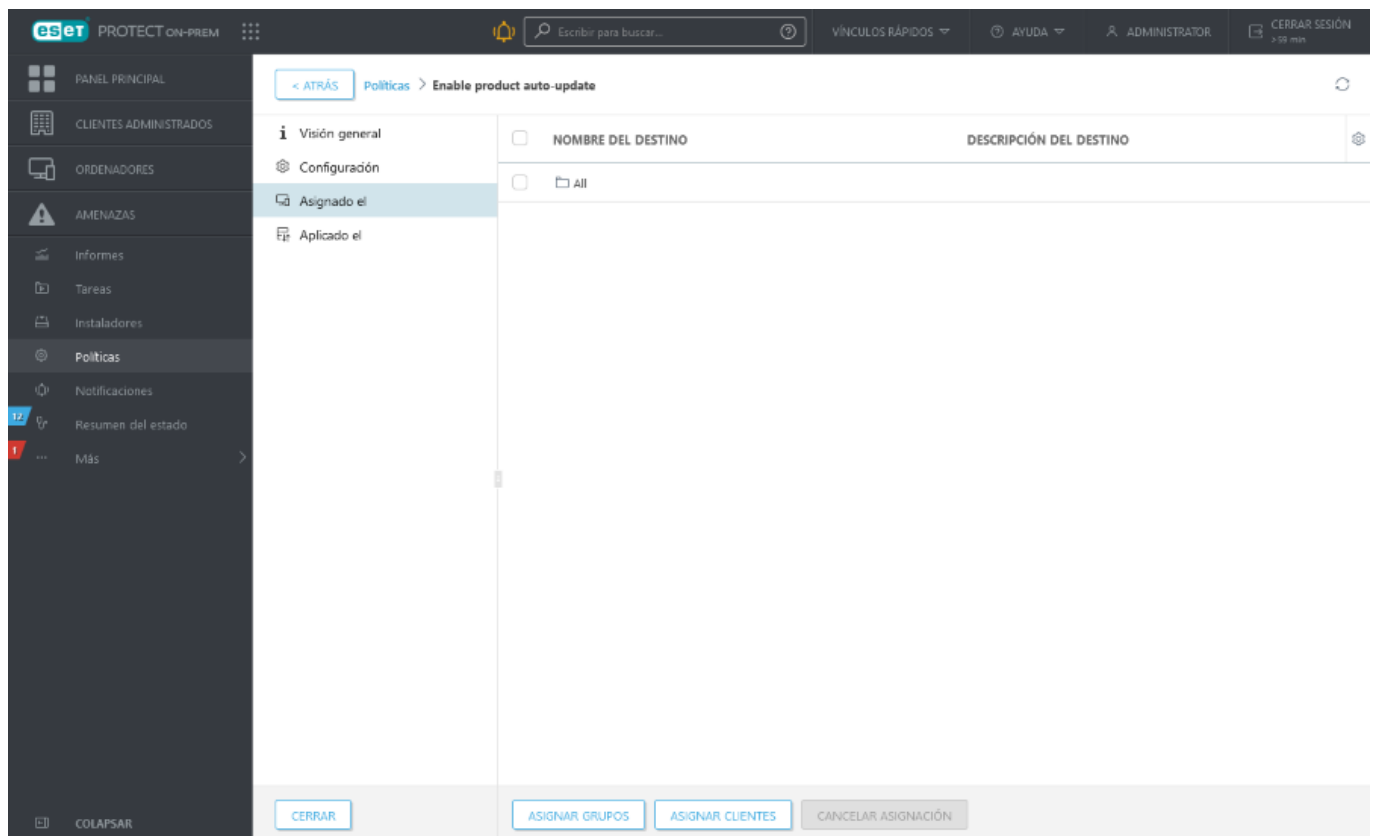 eset PROTECT ON-PREM
Escribir para buscar...
VÍNCULOS RÁPIDOS
AYUDA
ADMINISTRATOR
CERRAR SESIÓN
> 59 min
PANEL PRINCIPAL
CLIENTES ADMINISTRADOS
ORDENADORES
AMENAZAS
Informes
Tareas
Instaladores
Políticas
Notificaciones
12
Resumen del estado
1
Más
COLAPSAR
< ATRÁS
Políticas > Enable product auto-update
Visión general
Configuración
Asignado el
Aplicado el
NOMBRE DEL DESTINO
DESCRIPCIÓN DEL DESTINO
All
CERRAR
ASIGNAR GRUPOS
ASIGNAR CLIENTES
CANCELAR ASIGNACIÓN